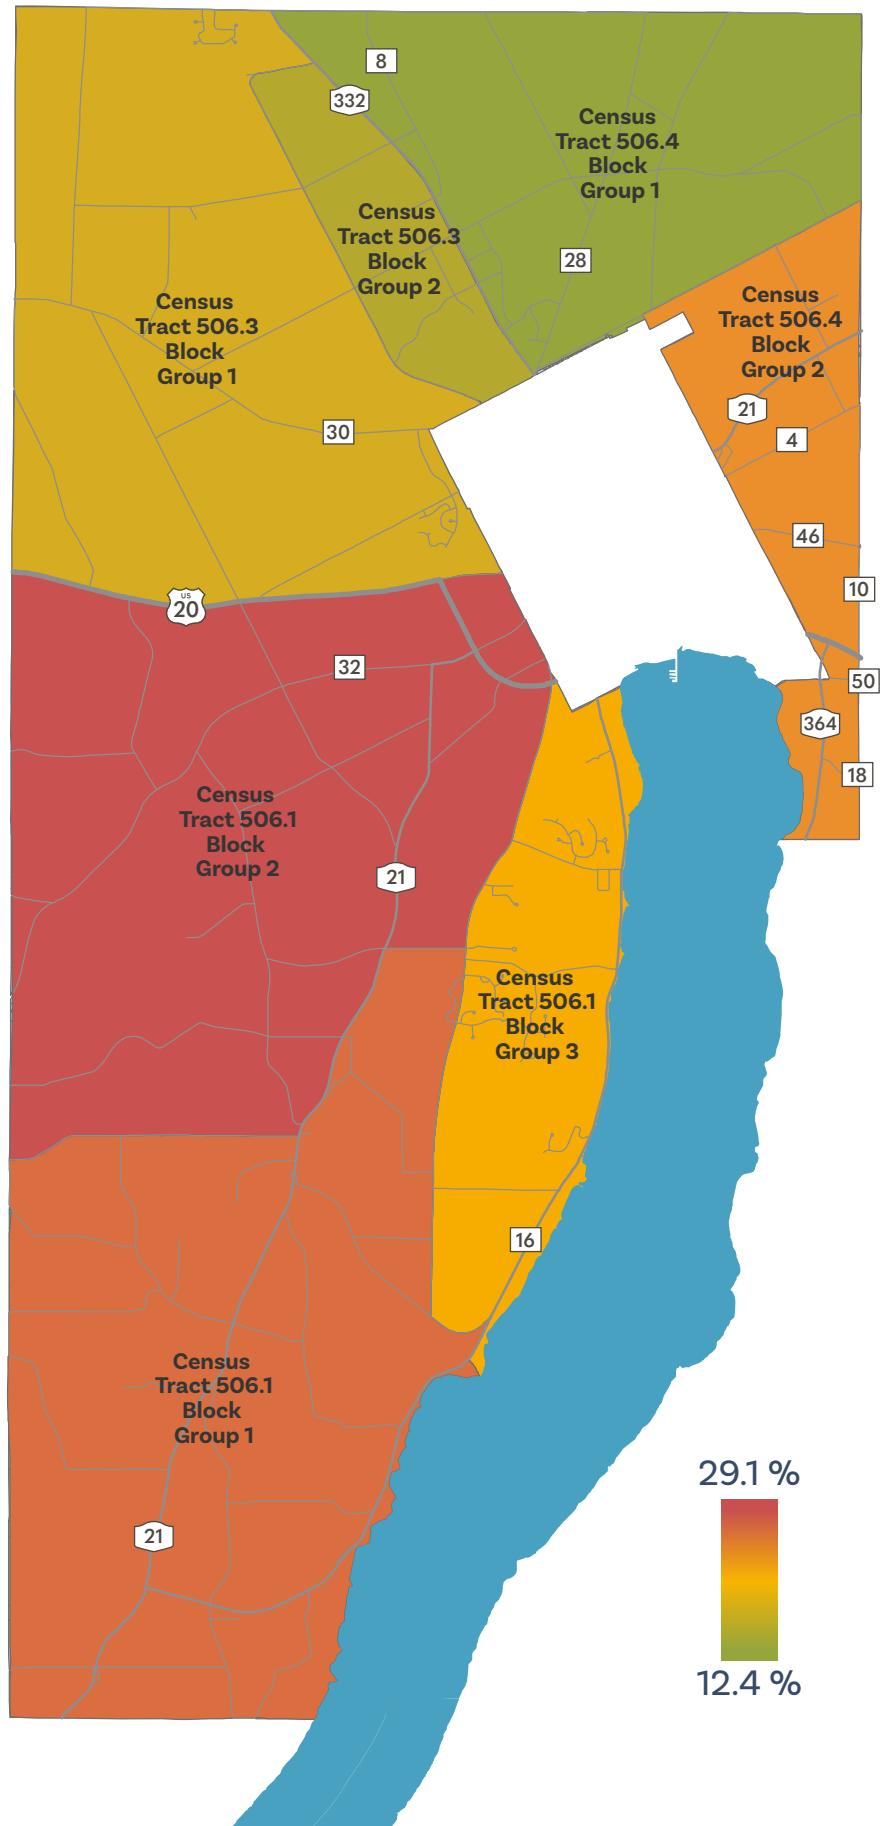 8
332
Census
Tract 506.4
Block
Group 1
Census
Tract 506.3
Block
Group 2
28
Census
Tract 506.3
Block
Group 1
Census
Tract 506.4
Block
Group 2
21
4
30
46
10
US
20
32
50
364
18
Census
Tract 506.1
Block
Group 2
21
Census
Tract 506.1
Block
Group 3
16
Census
Tract 506.1
Block
Group 1
21
29.1 %
12.4 %